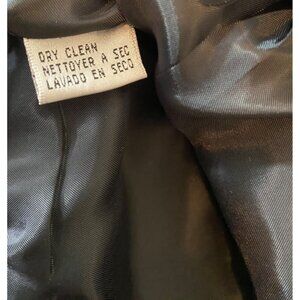 DRY CLEAN
NETTOYER A SEC
LAVADO EN SECO